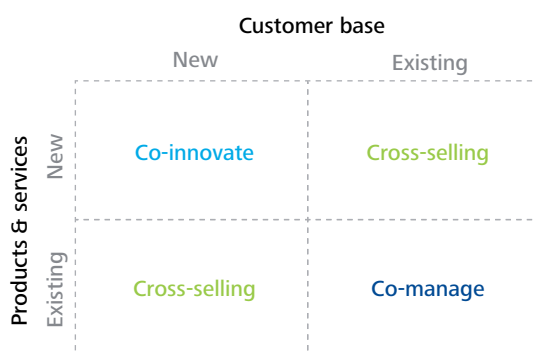 Customer base
New
Existing
Products & services
New
Co-innovate
Cross-selling
Existing
Cross-selling
Co-manage